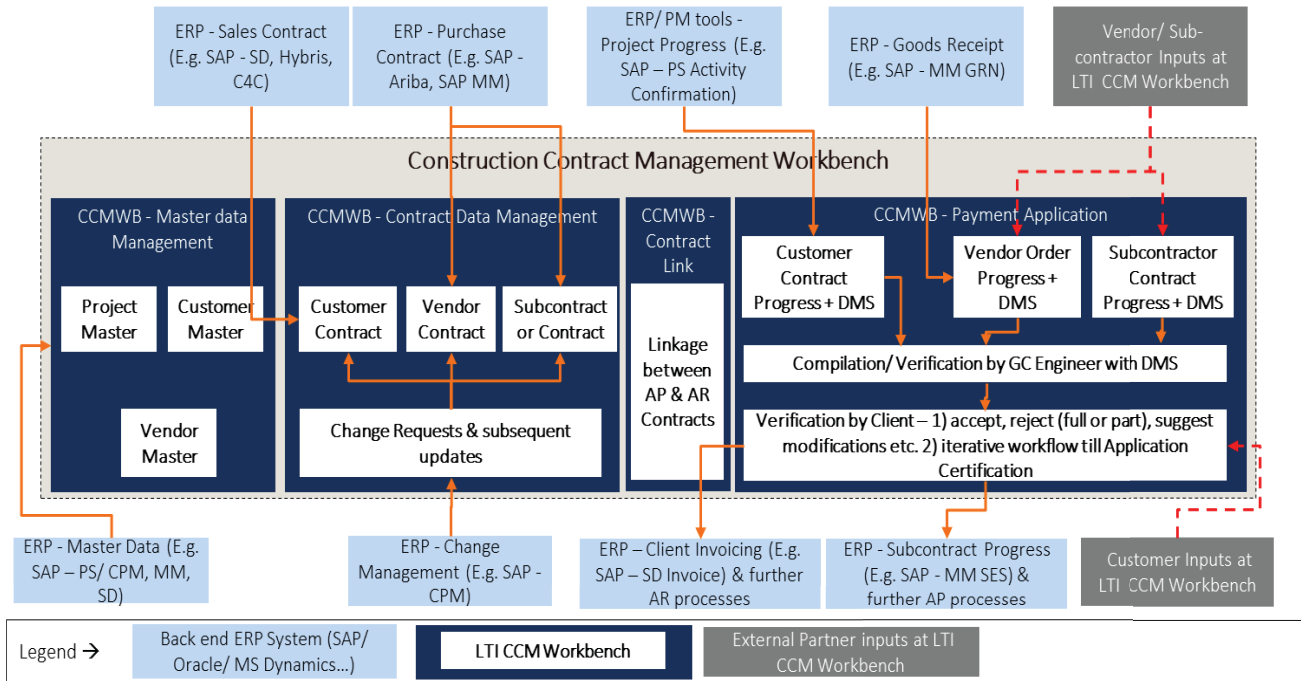 ERP - Sales Contract
(E.g. SAP - SD, Hybris,
C4C)
ERP - Purchase
Contract (E.g. SAP -
Ariba, SAP MM)
ERP/ PM tools -
Project Progress (E.g.
SAP – PS Activity
Confirmation)
ERP - Goods Receipt
(E.g. SAP - MM GRN)
Vendor/ Sub-
contractor Inputs at
LTI CCM Workbench
Construction Contract Management Workbench
CCMWB - Master data
Management
Project
Master
Customer
Master
Vendor
Master
CCMWB - Contract Data Management
Customer
Contract
Vendor
Contract
Subcontract
or Contract
Change Requests & subsequent
updates
CCMWB -
Contract
Link
Linkage
between
AP & AR
Contracts
CCMWB - Payment Application
Customer
Contract
Progress + DMS
Vendor Order
Progress +
DMS
Subcontractor
Contract
Progress + DMS
Compilation/ Verification by GC Engineer with DMS
Verification by Client – 1) accept, reject (full or part), suggest
modifications etc. 2) iterative workflow till Application
Certification
ERP - Master Data (E.g.
SAP – PS/ CPM, MM,
SD)
ERP - Change
Management (E.g. SAP -
CPM)
ERP – Client Invoicing (E.g.
SAP – SD Invoice) & further
AR processes
ERP - Subcontract Progress
(E.g. SAP - MM SES) &
further AP processes
Customer Inputs at
LTI CCM Workbench
Legend →
Back end ERP System (SAP/
Oracle/ MS Dynamics...)
LTI CCM Workbench
External Partner inputs at LTI
CCM Workbench